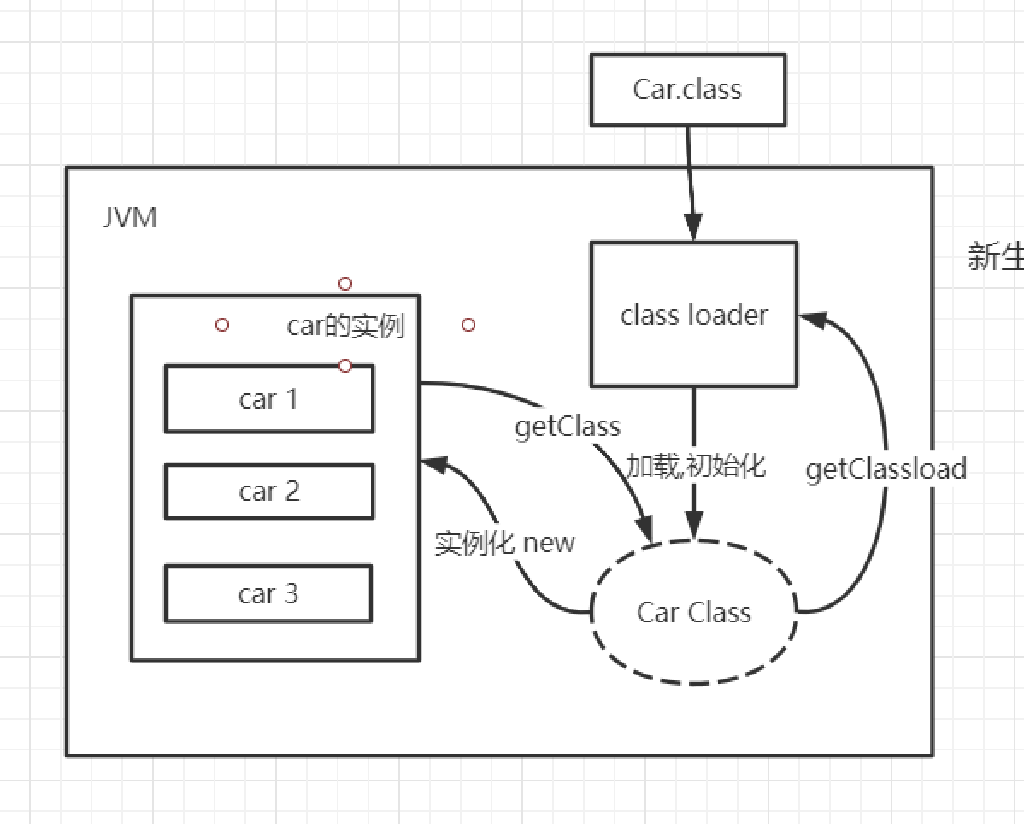 Car.class
JVM
新生
class loader
car的实例
car 1
getClass
加载,初始化
getClassload
car 2
实例化 new
car 3
Car Class